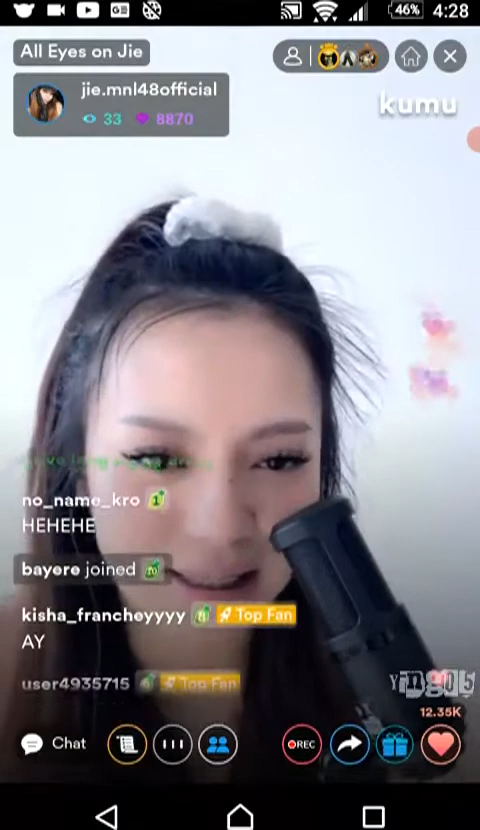 46% 4:28
All Eyes on Jie
jie.mnl48official
33 8870
kumu
no_name_kro 1
HEHEHE
bayere joined
kisha_francheyyyy Top Fan
AY
user4935715 Top Fan
12.35K
Chat
REC